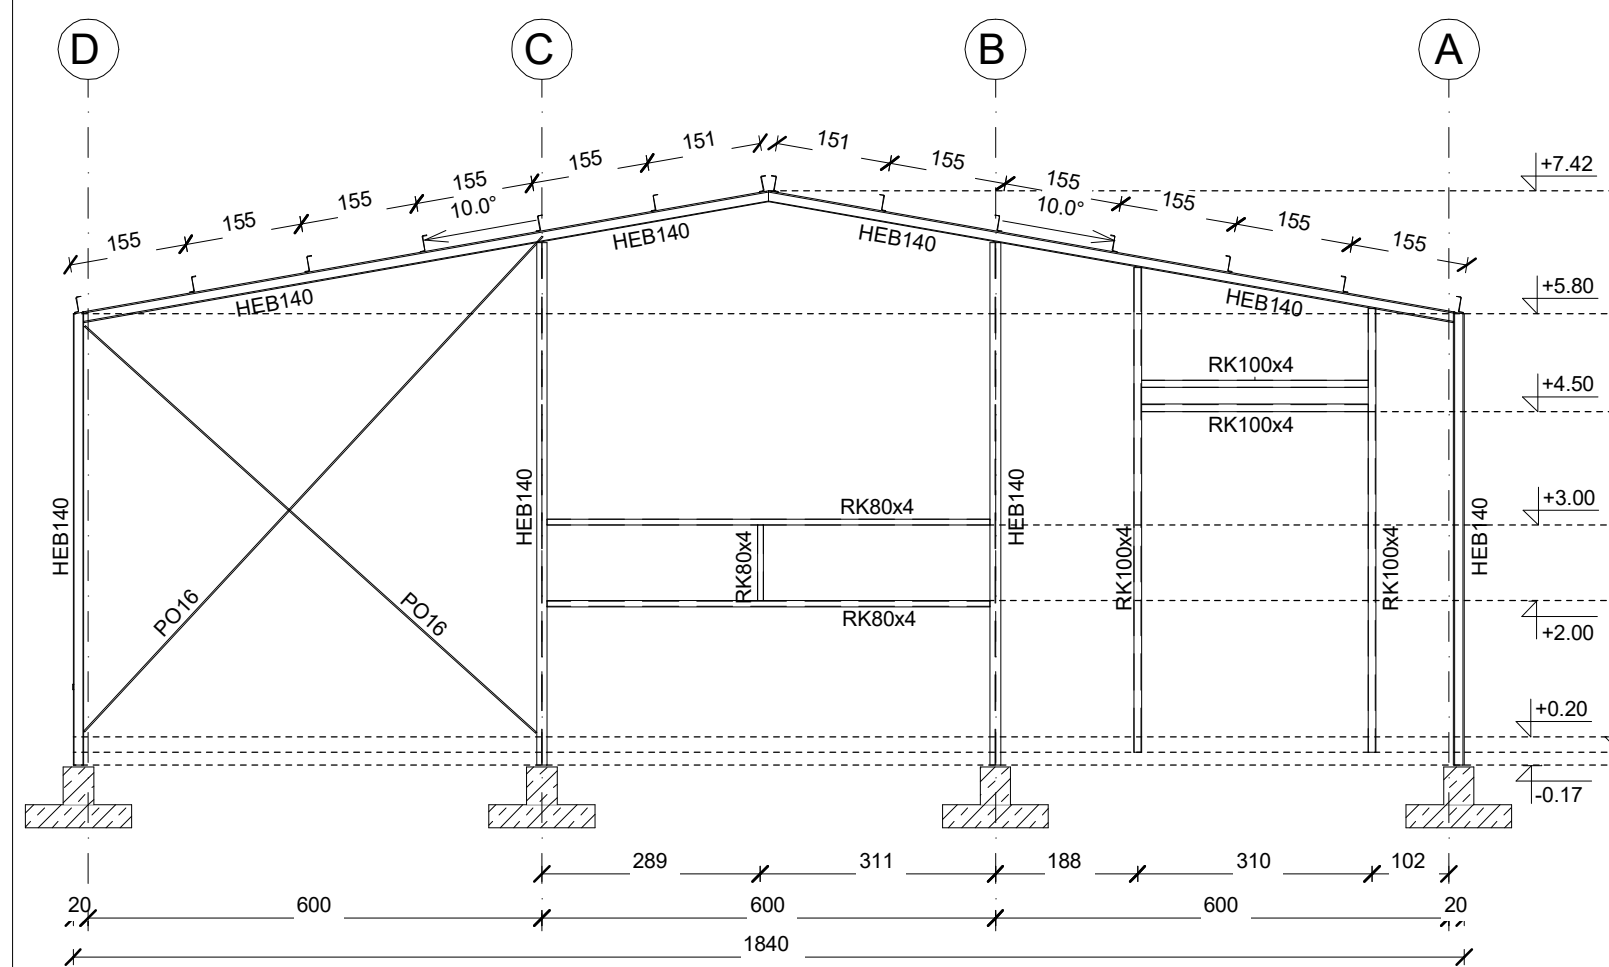 D C B A
155 155 155 155 155 151 151 155 155 155 155 155
10.0° 10.0°
+7.42
HEB140 HEB140
+5.80
HEB140 HEB140
RK100x4
+4.50
RK100x4
HEB140 HEB140 HEB140 HEB140
RK80x4
+3.00
RK80x4 RK100x4 RK100x4
PO16 PO16
RK80x4
+2.00
+0.20
-0.17
289 311 188 310 102
20 600 600 600 20
1840